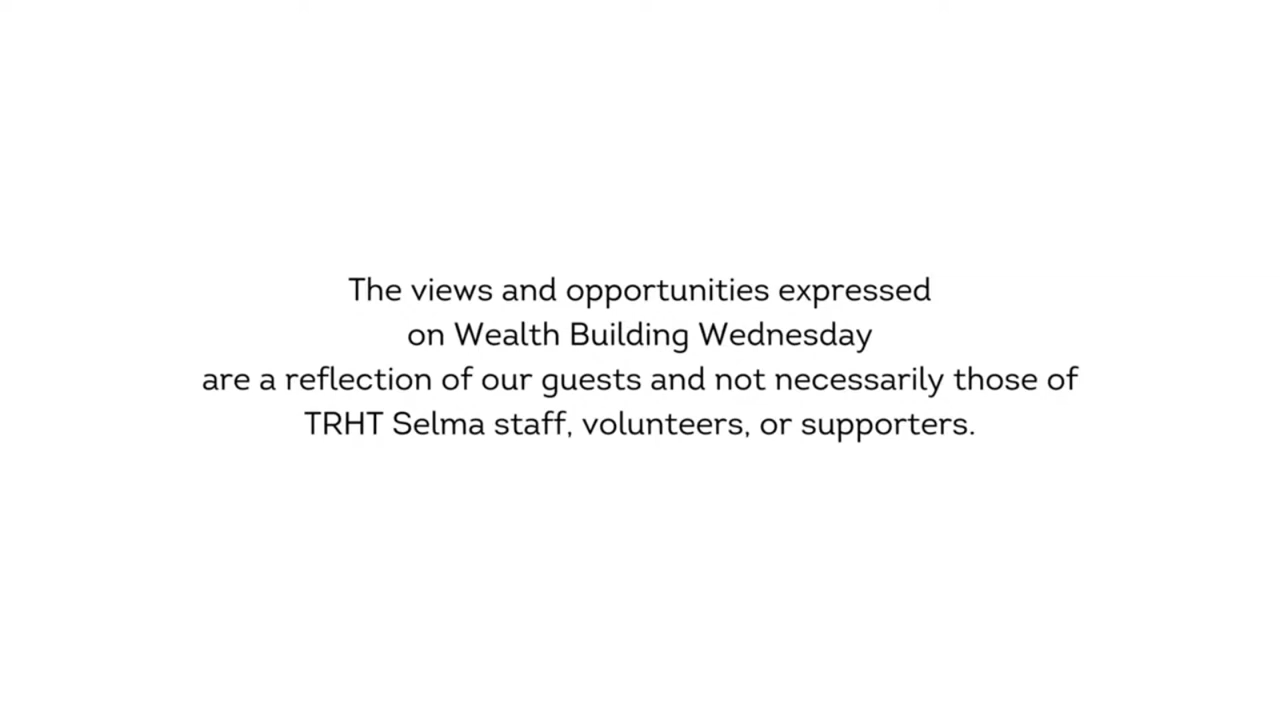 The views and opportunities expressed
on Wealth Building Wednesday
are a reflection of our guests and not necessarily those of
TRHT Selma staff, volunteers, or supporters.